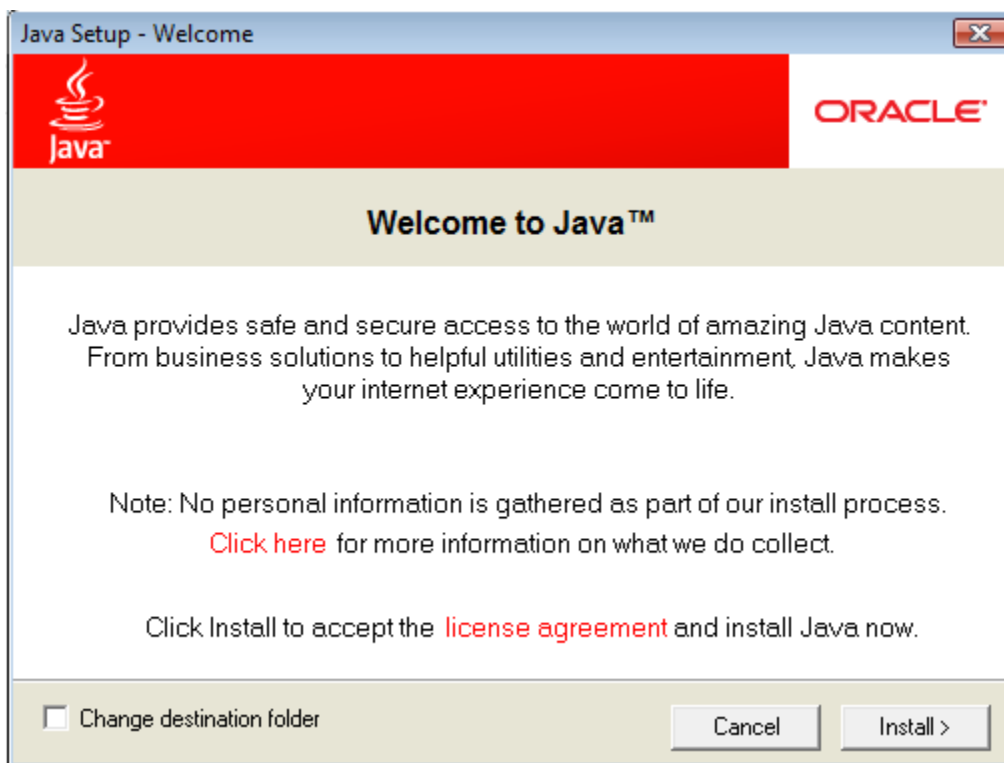 Java Setup - Welcome
Java™
ORACLE®
Welcome to Java™
Java provides safe and secure access to the world of amazing Java content.
From business solutions to helpful utilities and entertainment, Java makes
your internet experience come to life.
Note: No personal information is gathered as part of our install process.
Click here for more information on what we do collect.
Click Install to accept the license agreement and install Java now.
Change destination folder
Cancel
Install >